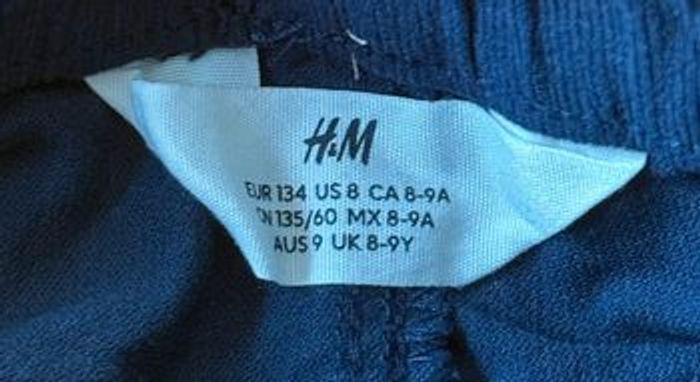 H&M
EUR 134 US 8 CA 8-9A
CN 135/60 MX 8-9A
AUS 9 UK 8-9Y